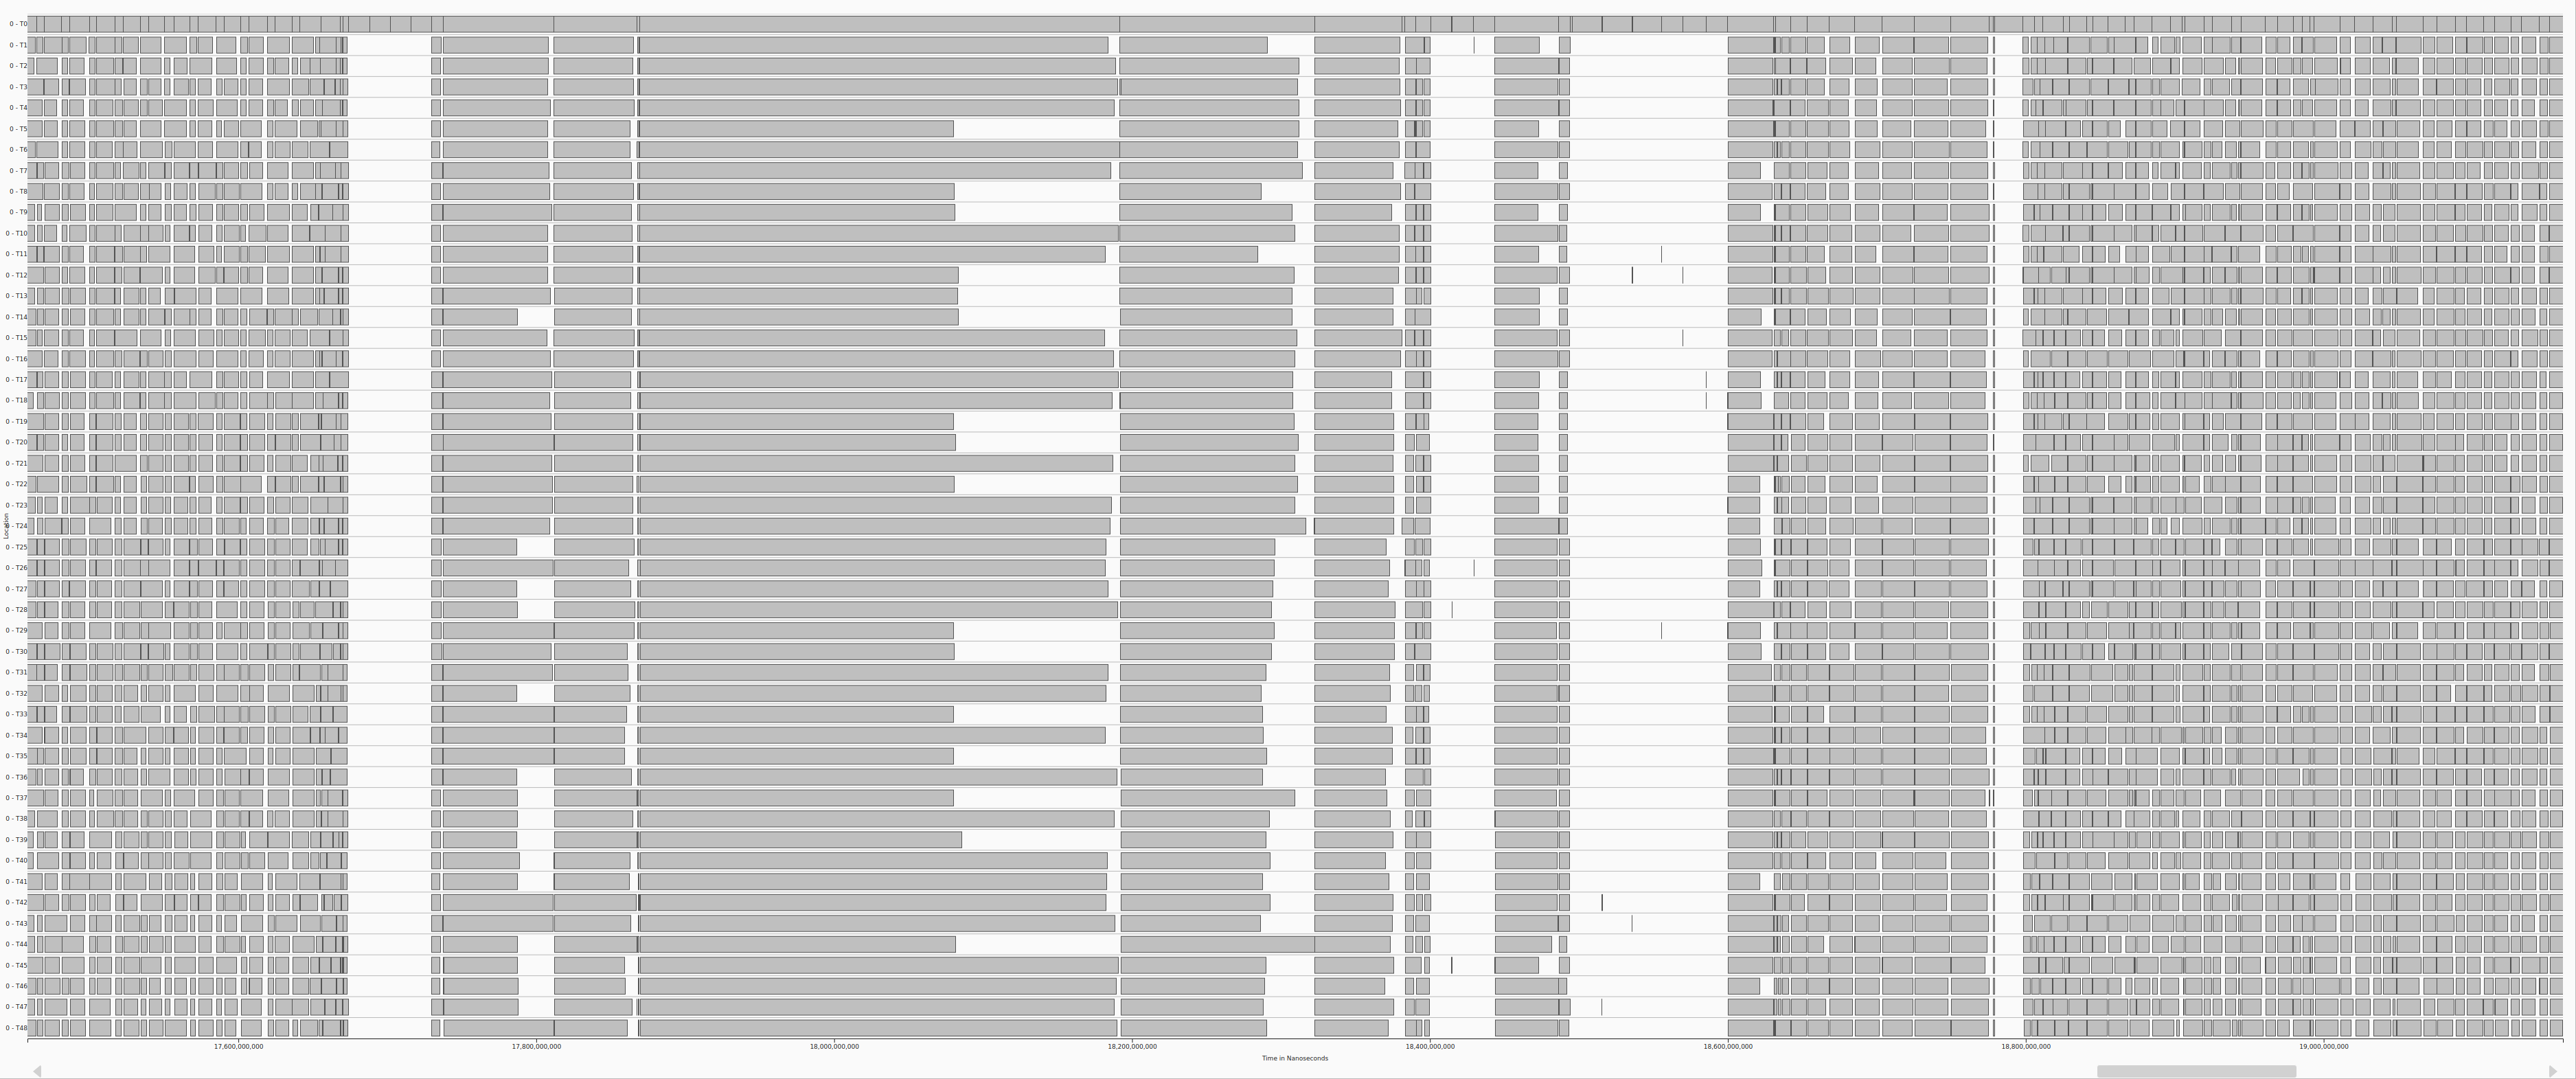 0 - T0
0 - T1
0 - T2
0 - T3
0 - T4
0 - T5
0 - T6
0 - T7
0 - T8
0 - T9
0 - T10
0 - T11
0 - T12
0 - T13
0 - T14
0 - T15
0 - T16
0 - T17
0 - T18
0 - T19
0 - T20
0 - T21
0 - T22
0 - T23
Location
0 - T24
0 - T25
0 - T26
0 - T27
0 - T28
0 - T29
0 - T30
0 - T31
0 - T32
0 - T33
0 - T34
0 - T35
0 - T36
0 - T37
0 - T38
0 - T39
0 - T40
0 - T41
0 - T42
0 - T43
0 - T44
0 - T45
0 - T46
0 - T47
0 - T48
17,600,000,000 17,800,000,000 18,000,000,000 18,200,000,000 18,400,000,000 18,600,000,000 18,800,000,000 19,000,000,000
Time in Nanoseconds